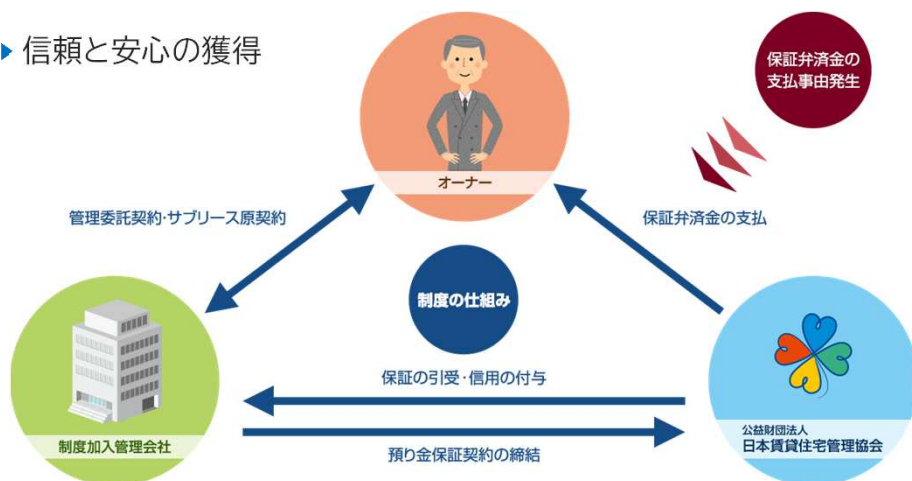 信頼と安心の獲得
保証弁済金の
支払事由発生
オーナー
管理委託契約・サブリース原契約
保証弁済金の支払
制度の仕組み
保証の引受・信用の付与
制度加入管理会社
預り金保証契約の締結
公益財団法人
日本賃貸住宅管理協会